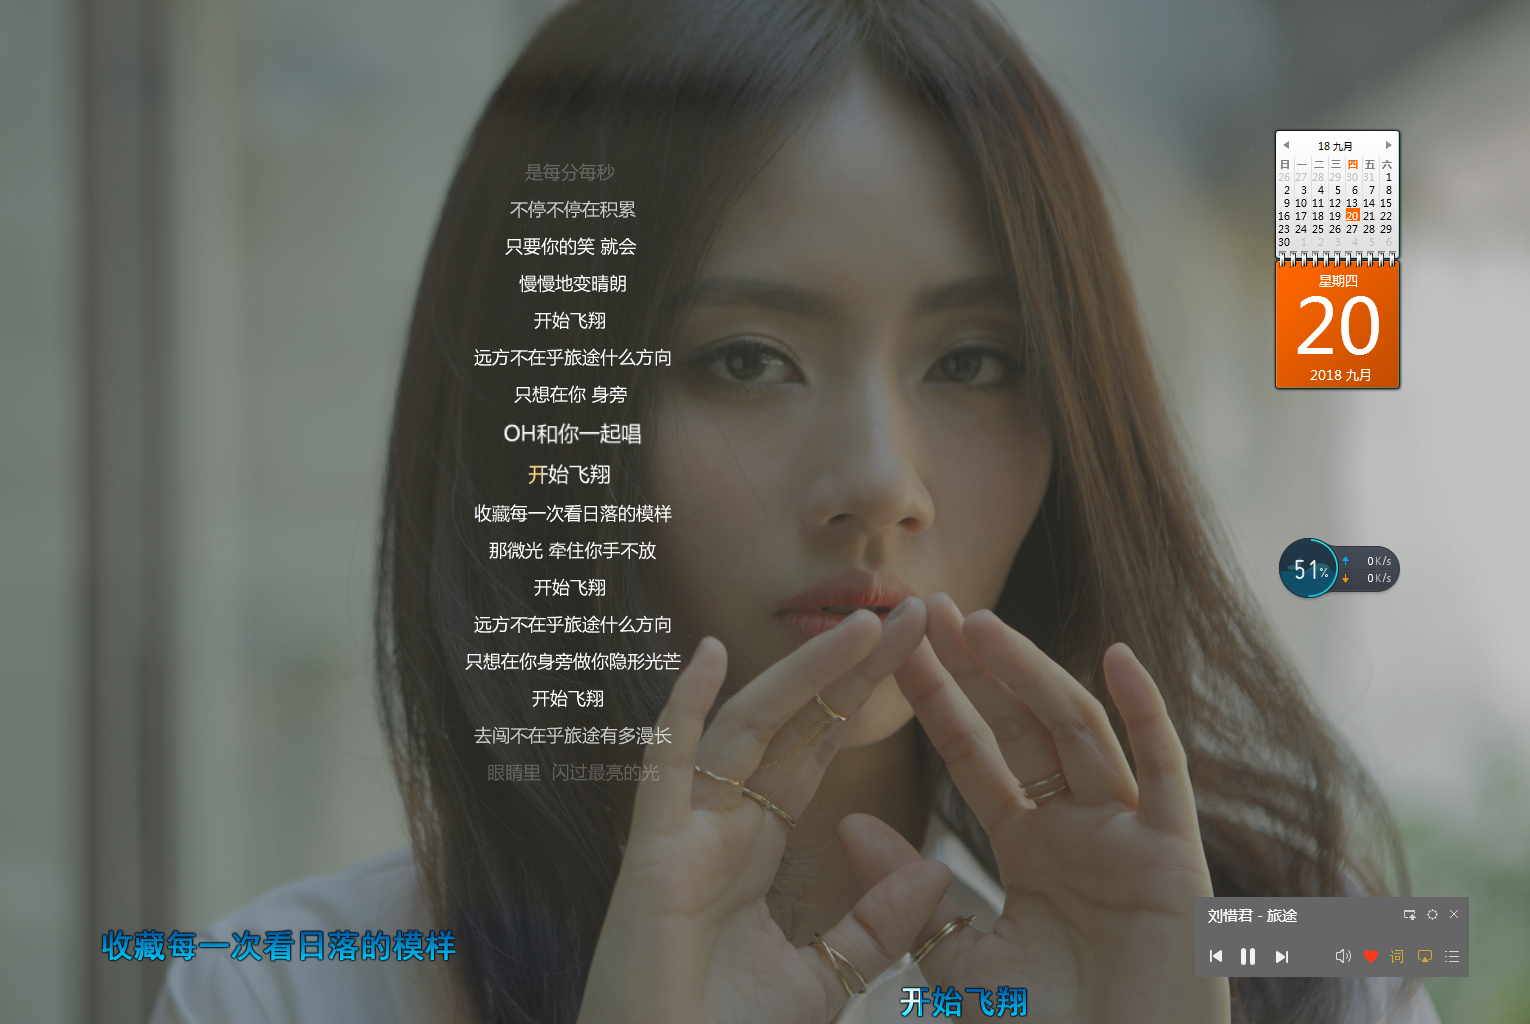 是每分每秒
不停不停在积累
只要你的笑 就会
慢慢地变晴朗
开始飞翔
远方不在乎旅途什么方向
只想在你 身旁
OH和你一起唱
开始飞翔
收藏每一次看日落的模样
那微光 牵住你手不放
开始飞翔
远方不在乎旅途什么方向
只想在你身旁做你隐形光芒
开始飞翔
去闯不在乎旅途有多漫长
眼睛里 闪过最亮的光
18 九月
日 一 二 三 四 五 六
26 27 28 29 30 31 1
2 3 4 5 6 7 8
9 10 11 12 13 14 15
16 17 18 19 20 21 22
23 24 25 26 27 28 29
30 1 2 3 4 5 6
星期四
20
2018 九月
51%
0K/s
0K/s
刘惜君 - 旅途
词
收藏每一次看日落的模样
开始飞翔